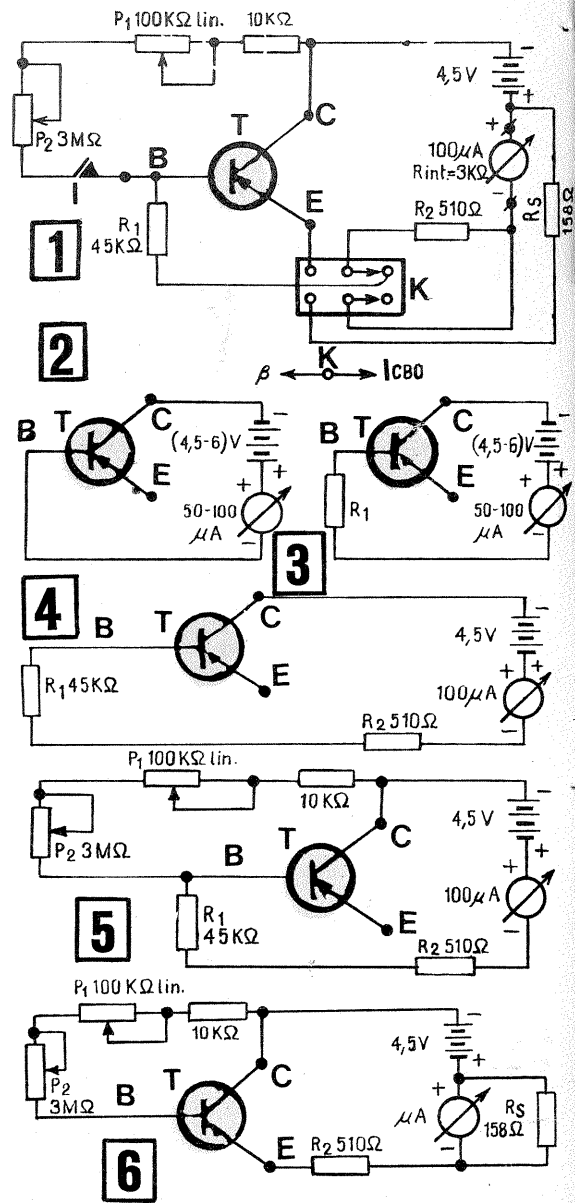 P₁ 100KΩ lin. 10KΩ
4,5V
P₂ 3MΩ
I
B
T
C
E
R₁
45KΩ
100µA
Rint=3KΩ
R₂ 510Ω
RS
158Ω
K
1
2
β K ICBO
B T C E
(4,5-6)V
50-100
µA
B T C E
R₁
(4,5-6)V
50-100
µA
3
4
B T C E
R₁ 45KΩ
R₂ 510Ω
4,5V
100µA
P₁ 100KΩ lin.
10KΩ
P₂ 3MΩ
B T C E
R₁
45KΩ
R₂ 510Ω
4,5V
100µA
5
P₁ 100KΩ lin.
10KΩ
P₂
3MΩ
B T C E
R₂ 510Ω
4,5V
µA
RS
158Ω
6